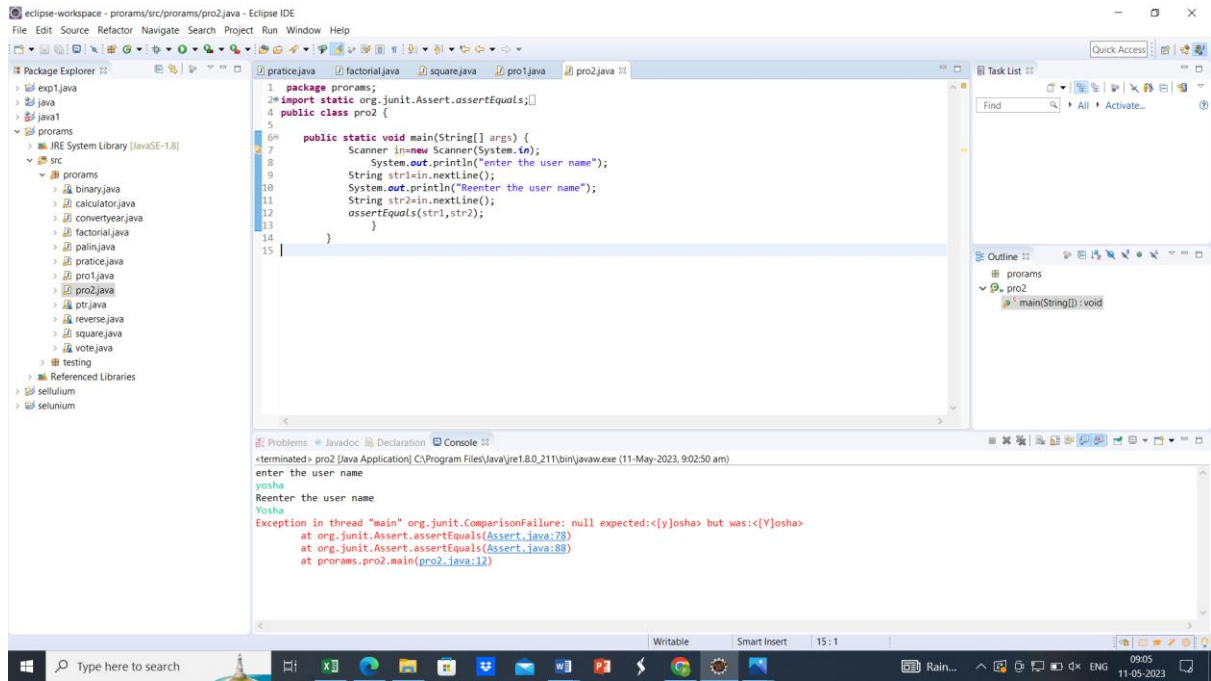 eclipse-workspace - prorams/src/prorams/pro2.java - Eclipse IDE
File Edit Source Refactor Navigate Search Project Run Window Help
Quick Access
Package Explorer
exp1.java
java
java1
prorams
JRE System Library [JavaSE-1.8]
src
prorams
binary.java
calculator.java
convertyear.java
factorial.java
palin.java
pratice.java
pro1.java
pro2.java
ptr.java
reverse.java
square.java
vote.java
testing
Referenced Libraries
sellulium
selunium
pratice.java factorial.java square.java pro1.java pro2.java
1 package prorams;
2 import static org.junit.Assert.assertEquals;
4 public class pro2 {
5
6 public static void main(String[] args) {
7 Scanner in=new Scanner(System.in);
8 System.out.println("enter the user name");
9 String str1=in.nextLine();
10 System.out.println("Reenter the user name");
11 String str2=in.nextLine();
12 assertEquals(str1,str2);
13 }
14 }
15
Task List
Find All Activate...
Outline
prorams
pro2
main(String[]) : void
Problems Javadoc Declaration Console
<terminated> pro2 [Java Application] C:\Program Files\Java\jre1.8.0_211\bin\javaw.exe (11-May-2023, 9:02:50 am)
enter the user name
yosha
Reenter the user name
Yosha
Exception in thread "main" org.junit.ComparisonFailure: null expected:<[y]osha> but was:<[Y]osha>
at org.junit.Assert.assertEquals(Assert.java:78)
at org.junit.Assert.assertEquals(Assert.java:88)
at prorams.pro2.main(pro2.java:12)
Writable Smart Insert 15 : 1
Type here to search
Rain... ENG 09:05
11-05-2023